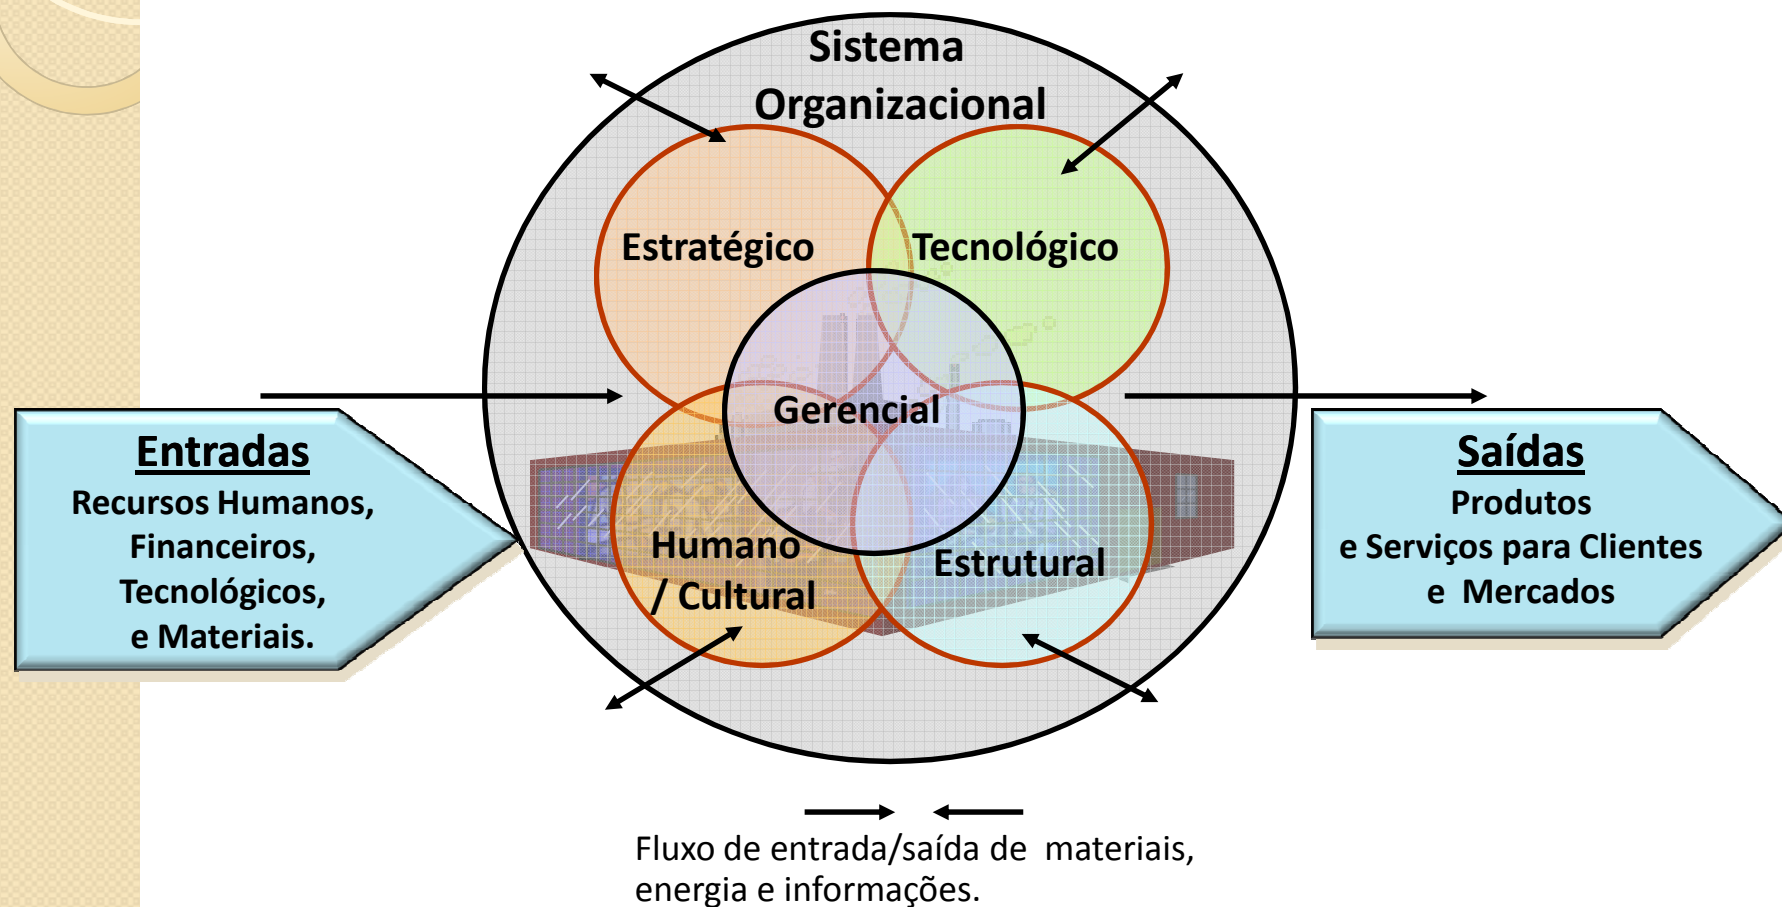 Sistema
Organizacional
Estratégico
Tecnológico
Gerencial
Entradas
Recursos Humanos,
Financeiros,
Tecnológicos,
e Materiais.
Saídas
Produtos
e Serviços para Clientes
e Mercados
Humano
/ Cultural
Estrutural
Fluxo de entrada/saída de materiais,
energia e informações.